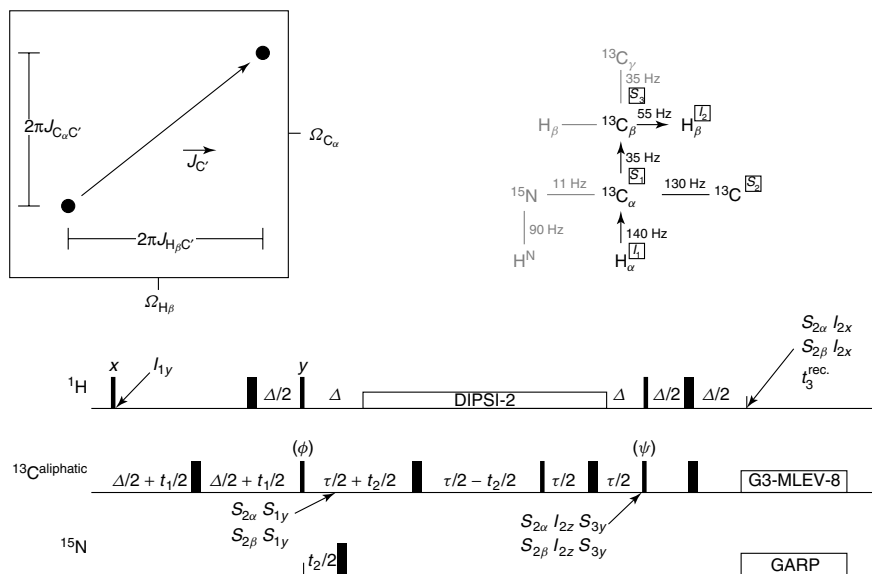 2πJCαC′
JC′
2πJHβC′
ΩCα
ΩHβ
13Cγ
35 Hz
S3
Hβ
13Cβ
55 Hz
Hβ
I2
35 Hz
S1
15N
11 Hz
13Cα
130 Hz
13C
S2
90 Hz
140 Hz
HN
Hα
I1
S2α I2x
S2β I2x
t3rec.
x
I1y
y
1H
Δ/2
Δ
DIPSI-2
Δ
Δ/2
Δ/2
(ϕ)
(ψ)
13Caliphatic
Δ/2 + t1/2
Δ/2 + t1/2
τ/2 + t2/2
τ/2 − t2/2
τ/2
τ/2
G3-MLEV-8
S2α S1y
S2β S1y
S2α I2z S3y
S2β I2z S3y
15N
t2/2
GARP